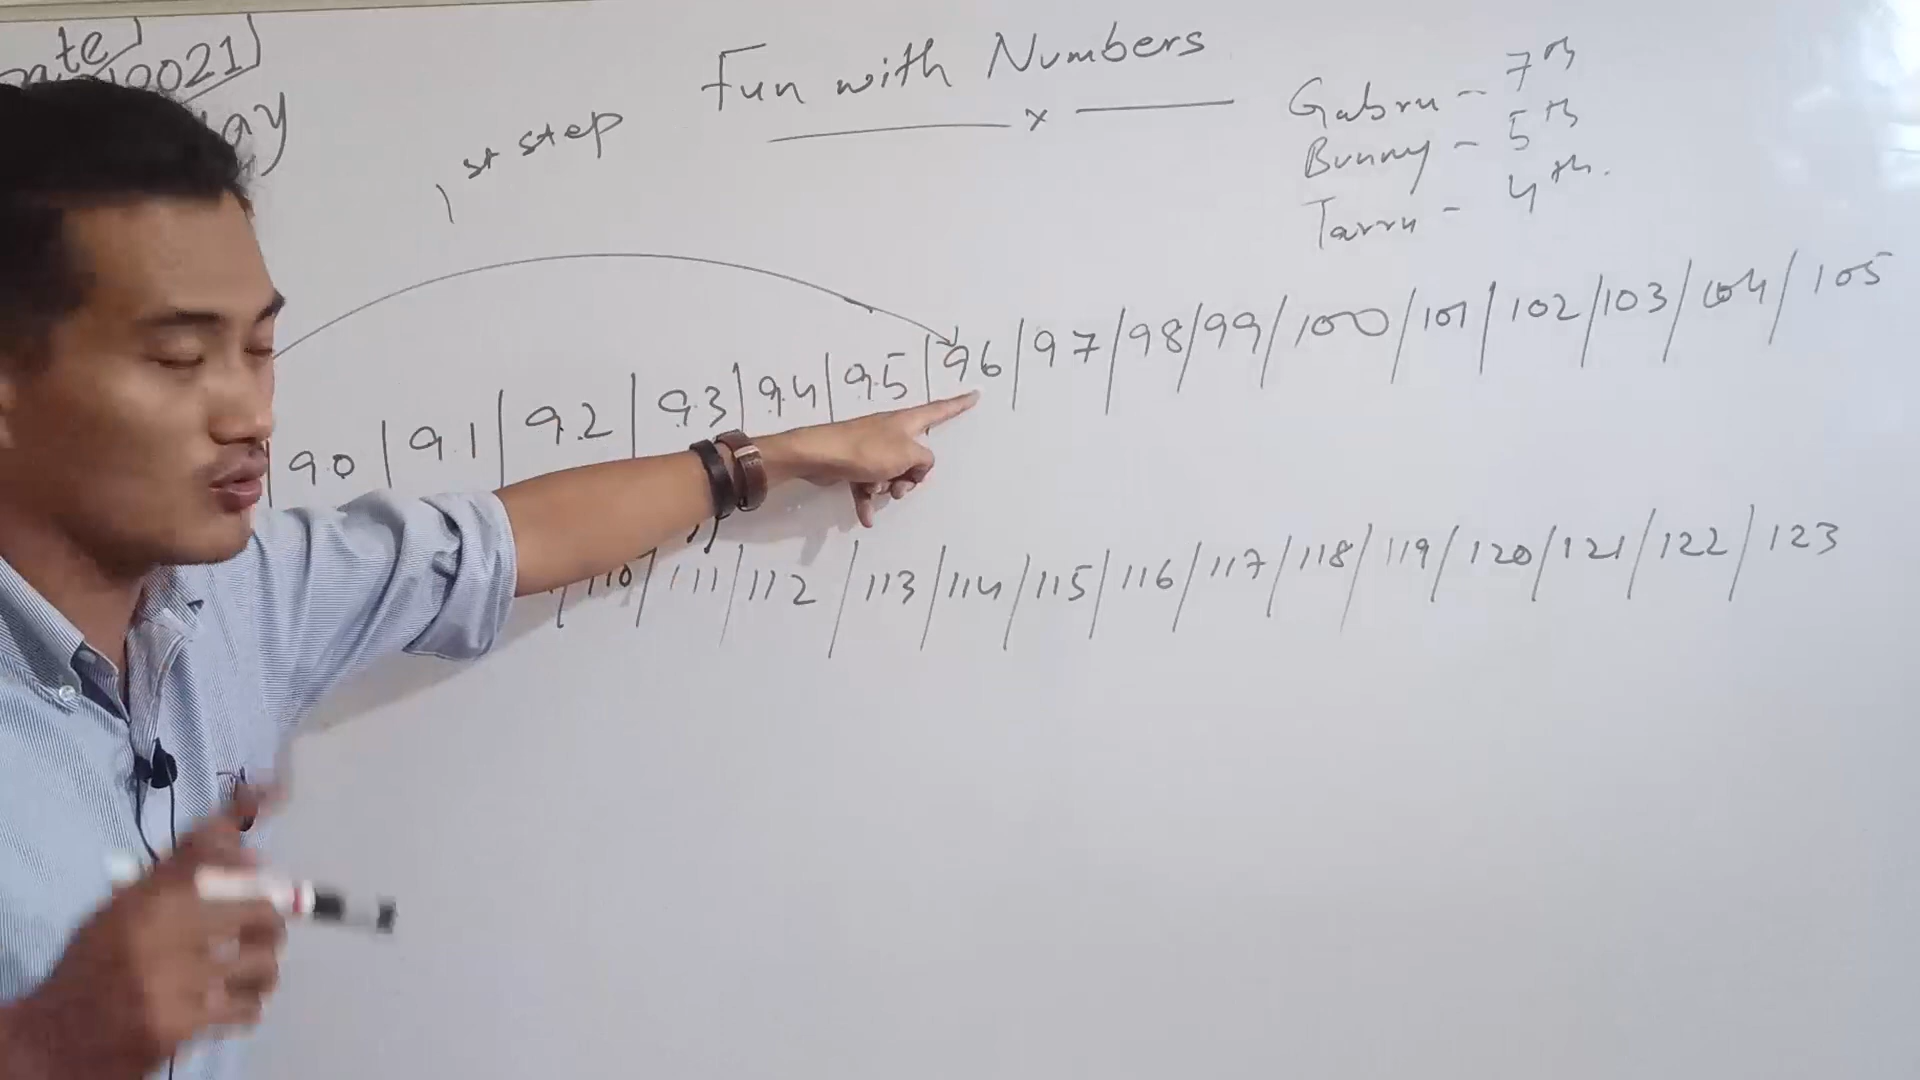 Date
2021
Fun with Numbers
x
1st step
Gabru - 7th
Bunny - 5th
Tarru - 4th.
90 | 91 | 92 | 93 | 94 | 95 | 96 | 97 | 98 | 99 | 100 | 101 | 102 | 103 | 104 | 105
110 | 111 | 112 | 113 | 114 | 115 | 116 | 117 | 118 | 119 | 120 | 121 | 122 | 123